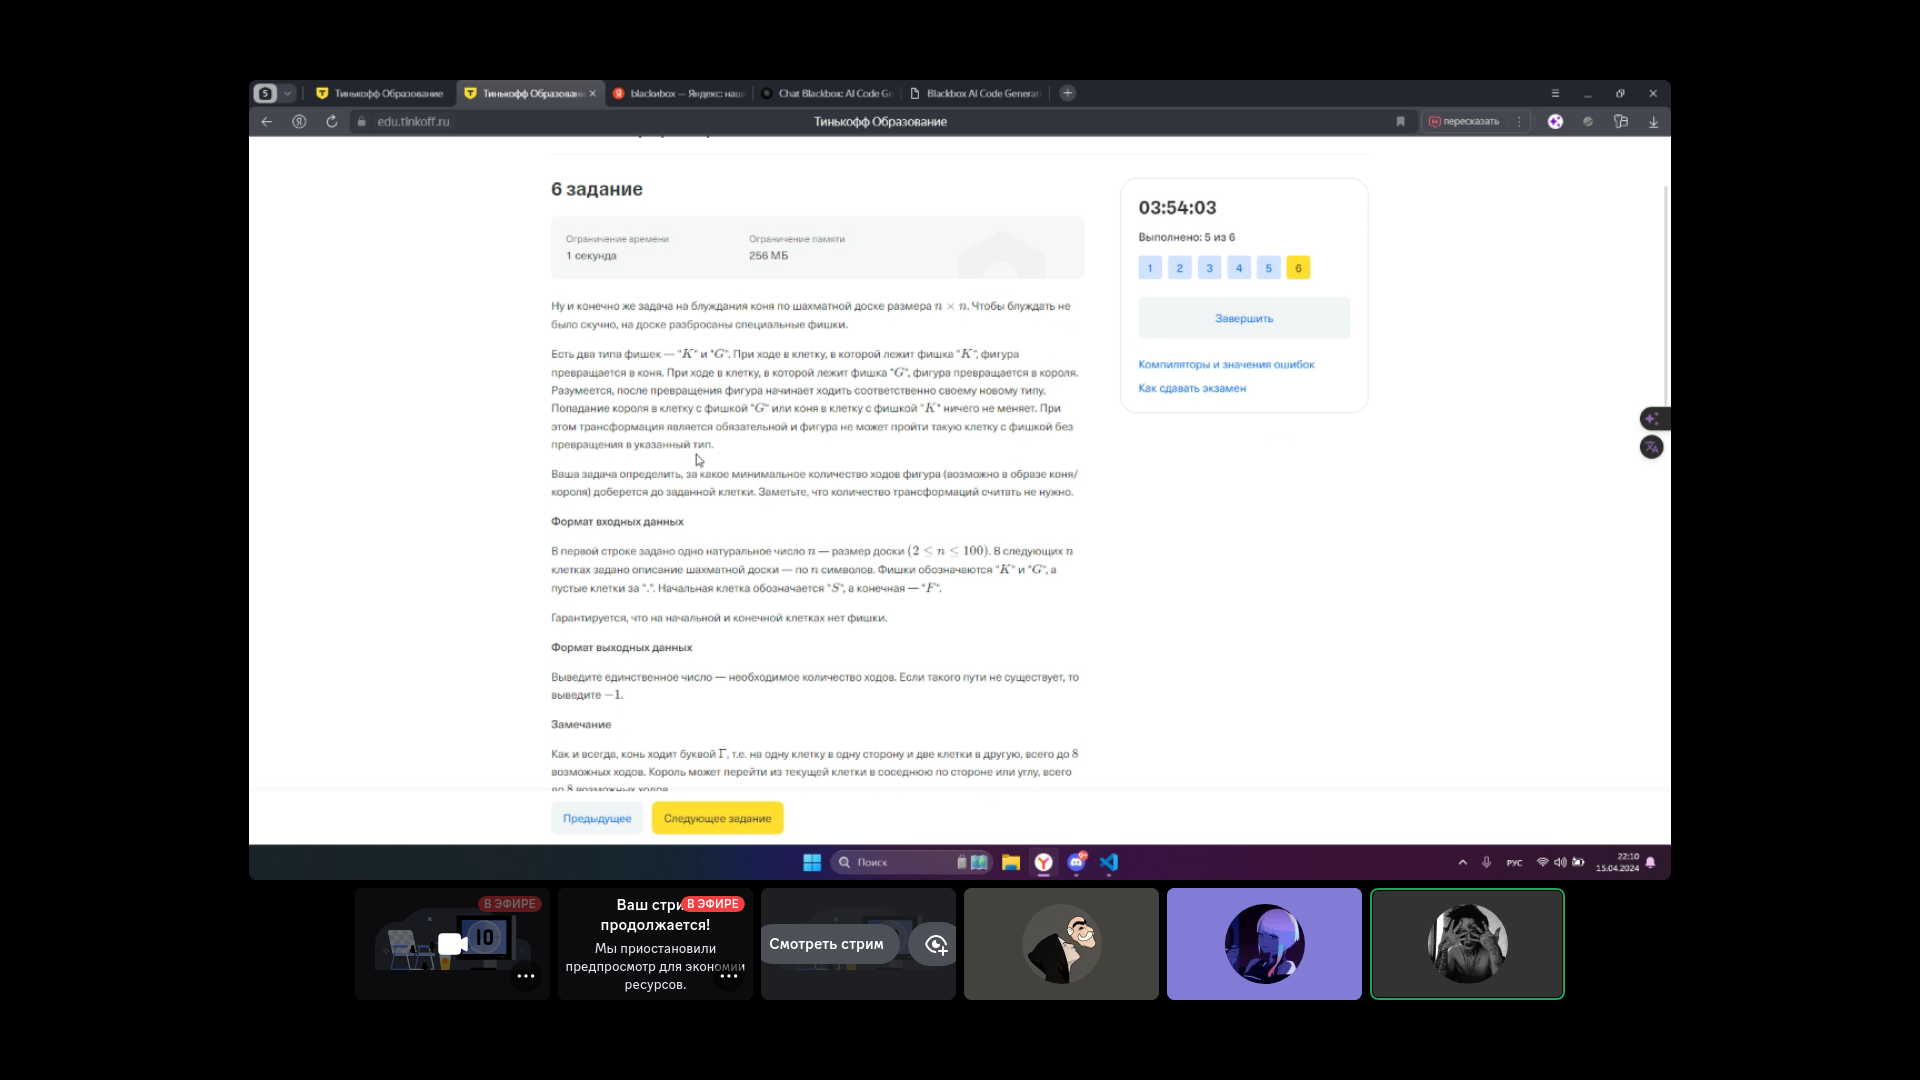 5
Тинькофф Образование
Тинькофф Образовани
blackиbox — Яндекс: наш
Chat Blackbox: AI Code Ge
Blackbox AI Code Generati
edu.tinkoff.ru
Тинькофф Образование
пересказать
6 задание
Ограничение времени
Ограничение памяти
1 секунда
256 МБ
Ну и конечно же задача на блуждания коня по шахматной доске размера n × n. Чтобы блуждать не
было скучно, на доске разбросаны специальные фишки.
Есть два типа фишек — "K" и "G". При ходе в клетку, в которой лежит фишка "K", фигура
превращается в коня. При ходе в клетку, в которой лежит фишка "G", фигура превращается в короля.
Разумеется, после превращения фигура начинает ходить соответственно своему новому типу.
Попадание короля в клетку с фишкой "G" или коня в клетку с фишкой "K" ничего не меняет. При
этом трансформация является обязательной и фигура не может пройти такую клетку с фишкой без
превращения в указанный тип.
Ваша задача определить, за какое минимальное количество ходов фигура (возможно в образе коня/
короля) доберется до заданной клетки. Заметьте, что количество трансформаций считать не нужно.
Формат входных данных
В первой строке задано одно натуральное число n — размер доски (2 ≤ n ≤ 100). В следующих n
клетках задано описание шахматной доски — по n символов. Фишки обозначаются "K" и "G", а
пустые клетки за ".". Начальная клетка обозначается "S", а конечная — "F".
Гарантируется, что на начальной и конечной клетках нет фишки.
Формат выходных данных
Выведите единственное число — необходимое количество ходов. Если такого пути не существует, то
выведите −1.
Замечание
Как и всегда, конь ходит буквой Г, т.е. на одну клетку в одну сторону и две клетки в другую, всего до 8
возможных ходов. Король может перейти из текущей клетки в соседнюю по стороне или углу, всего
до 8 возможных ходов.
03:54:03
Выполнено: 5 из 6
1 2 3 4 5 6
Завершить
Компиляторы и значения ошибок
Как сдавать экзамен
Предыдущее
Следующее задание
Поиск
РУС
22:10
15.04.2024
В ЭФИРЕ
Ваш стри
В ЭФИРЕ
продолжается!
Мы приостановили
предпросмотр для экономии
ресурсов.
Смотреть стрим